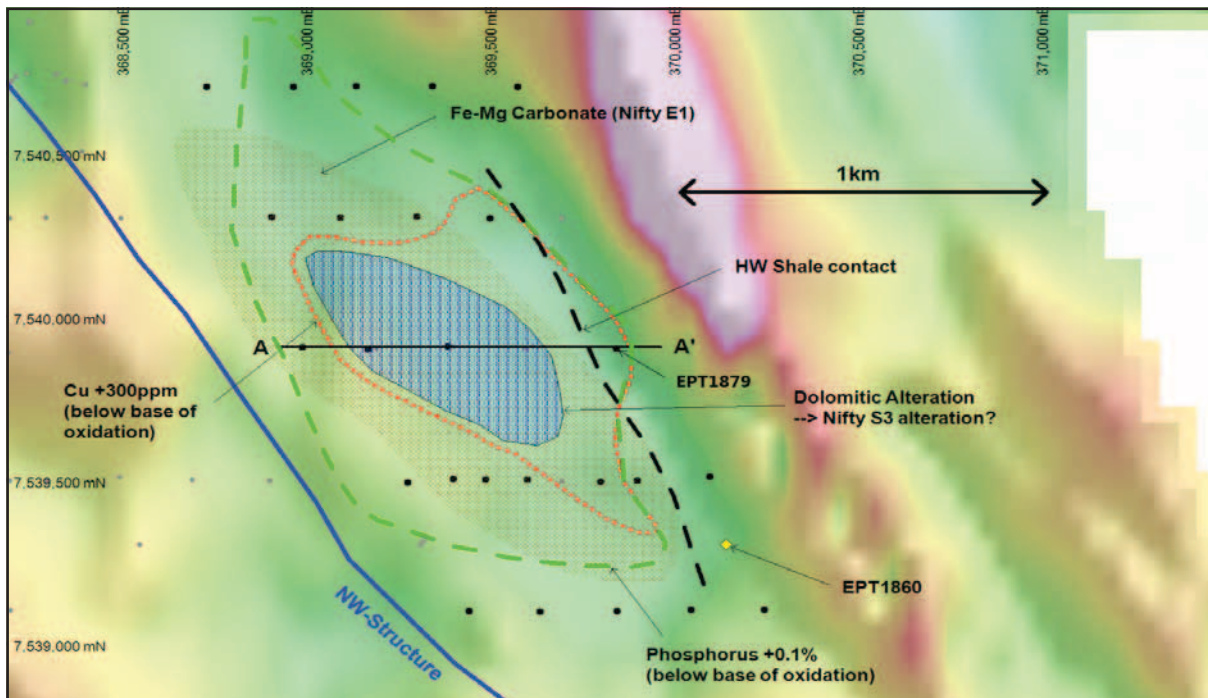 368,500 mE
369,000 mE
369,500 mE
370,000 mE
370,500 mE
371,000 mE
Fe-Mg Carbonate (Nifty E1)
7,540,500 mN
1km
HW Shale contact
7,540,000 mN
A
A'
EPT1879
Cu +300ppm
(below base of
oxidation)
Dolomitic Alteration
--> Nifty S3 alteration?
7,539,500 mN
EPT1860
NW-Structure
7,539,000 mN
Phosphorus +0.1%
(below base of oxidation)